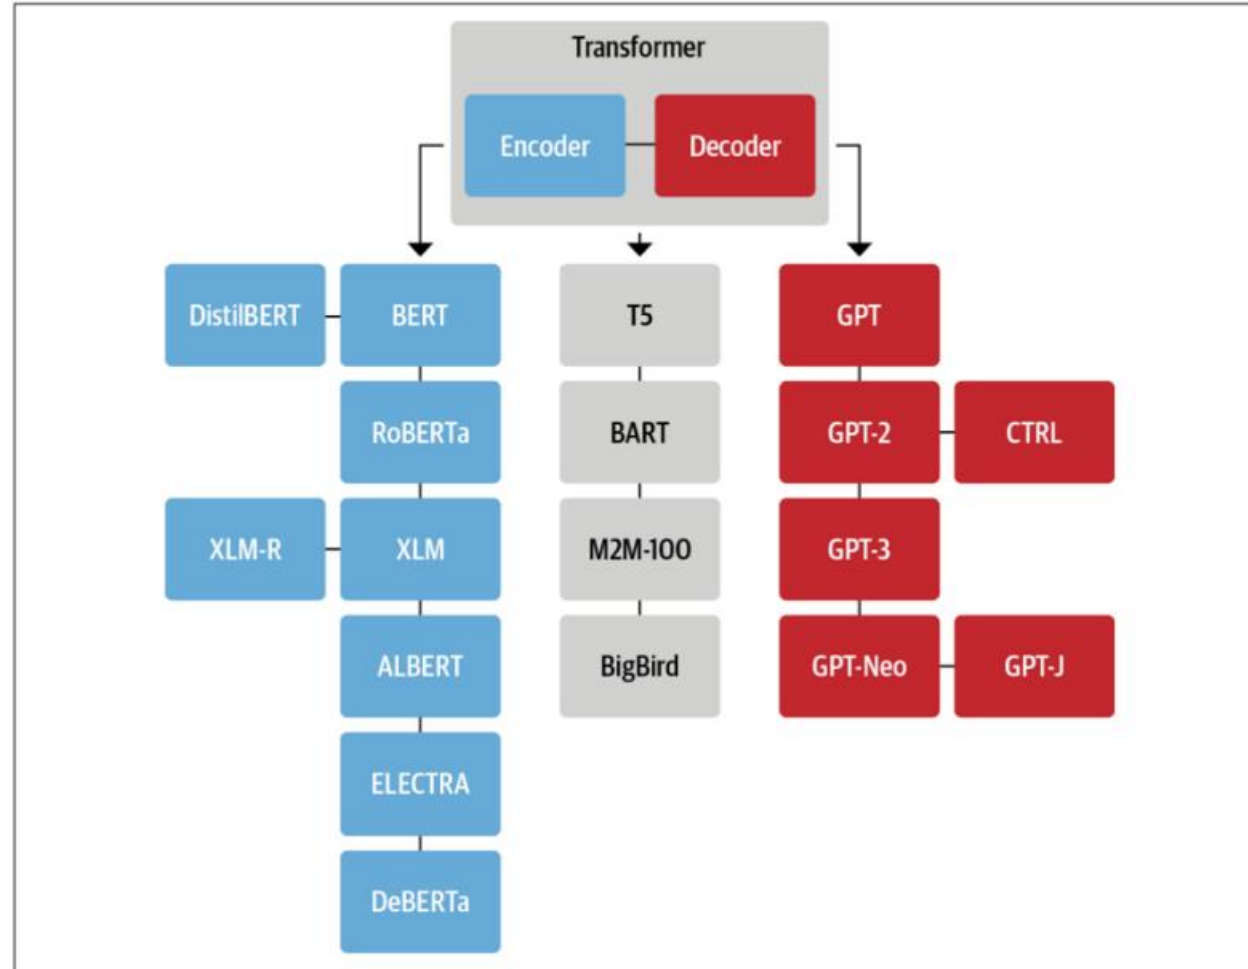 Transformer
Encoder
Decoder
DistilBERT
BERT
T5
GPT
RoBERTa
BART
GPT-2
CTRL
XLM-R
XLM
M2M-100
GPT-3
ALBERT
BigBird
GPT-Neo
GPT-J
ELECTRA
DeBERTa